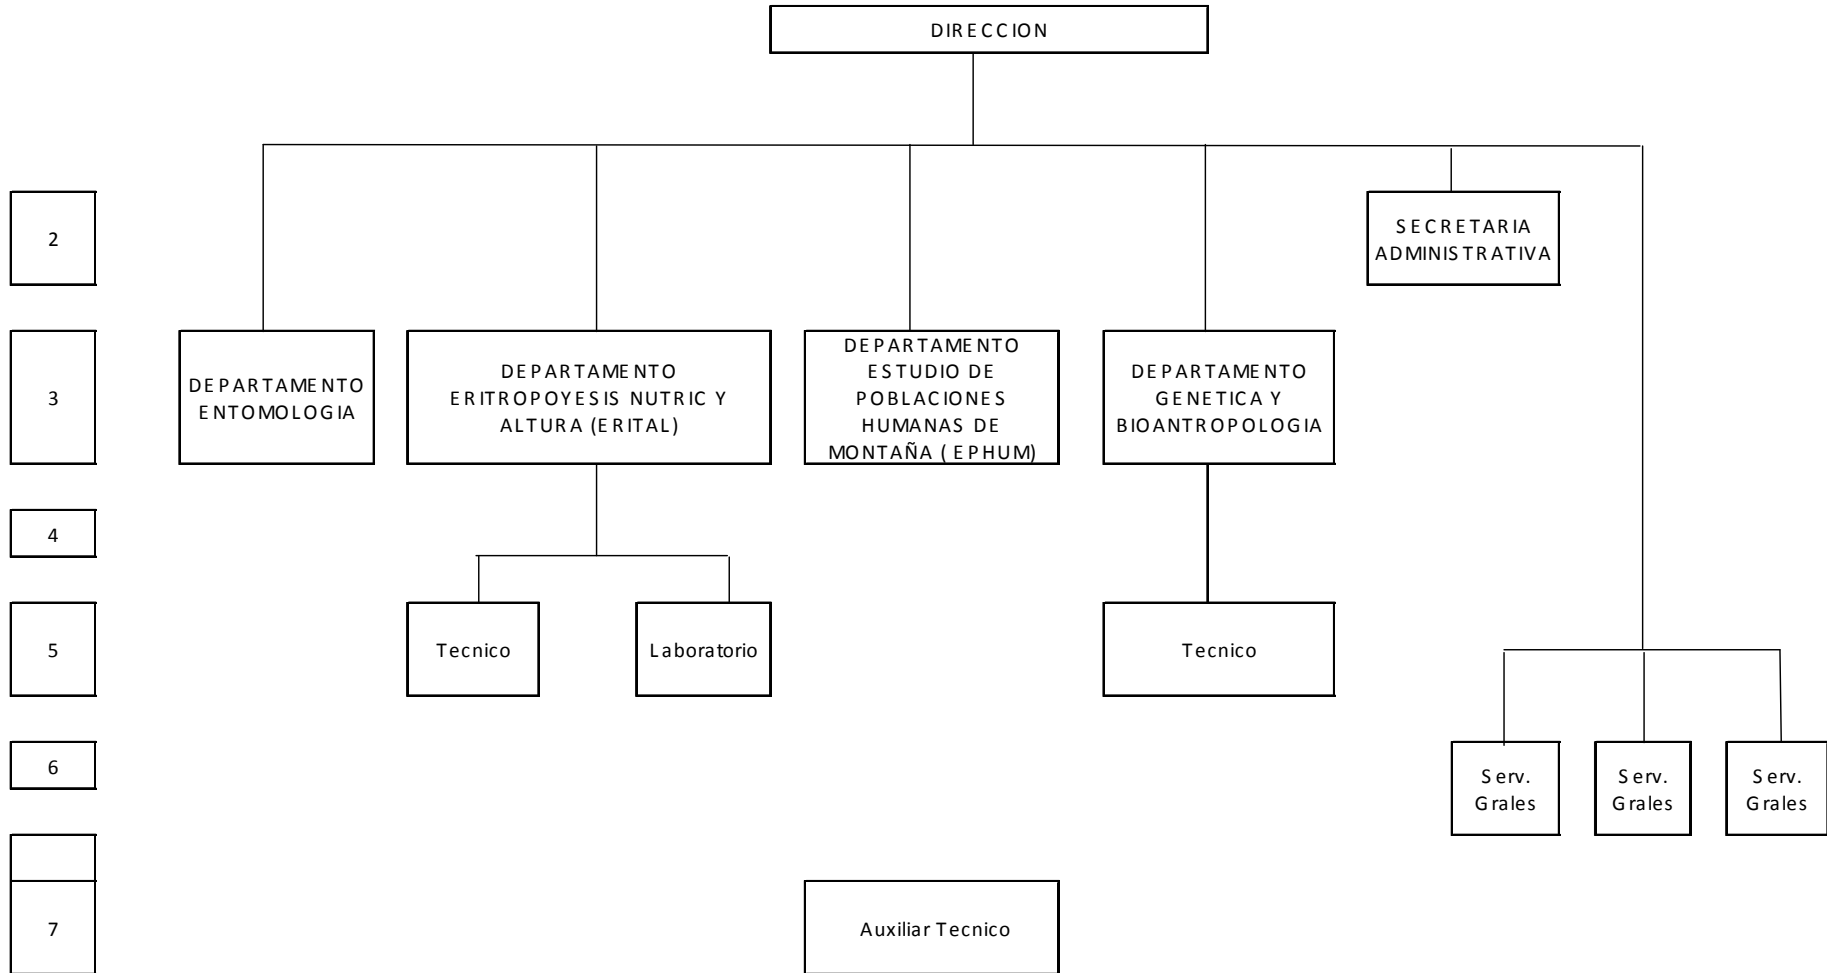 DIRECCION
2
SECRETARIA
ADMINISTRATIVA
3
DEPARTAMENTO
ENTOMOLOGIA
DEPARTAMENTO
ERITROPOYESIS NUTRIC Y
ALTURA (ERITAL)
DEPARTAMENTO
ESTUDIO DE
POBLACIONES
HUMANAS DE
MONTAÑA ( EPHUM)
DEPARTAMENTO
GENETICA Y
BIOANTROPOLOGIA
4
5
Tecnico
Laboratorio
Tecnico
6
Serv.
Grales
Serv.
Grales
Serv.
Grales
7
Auxiliar Tecnico